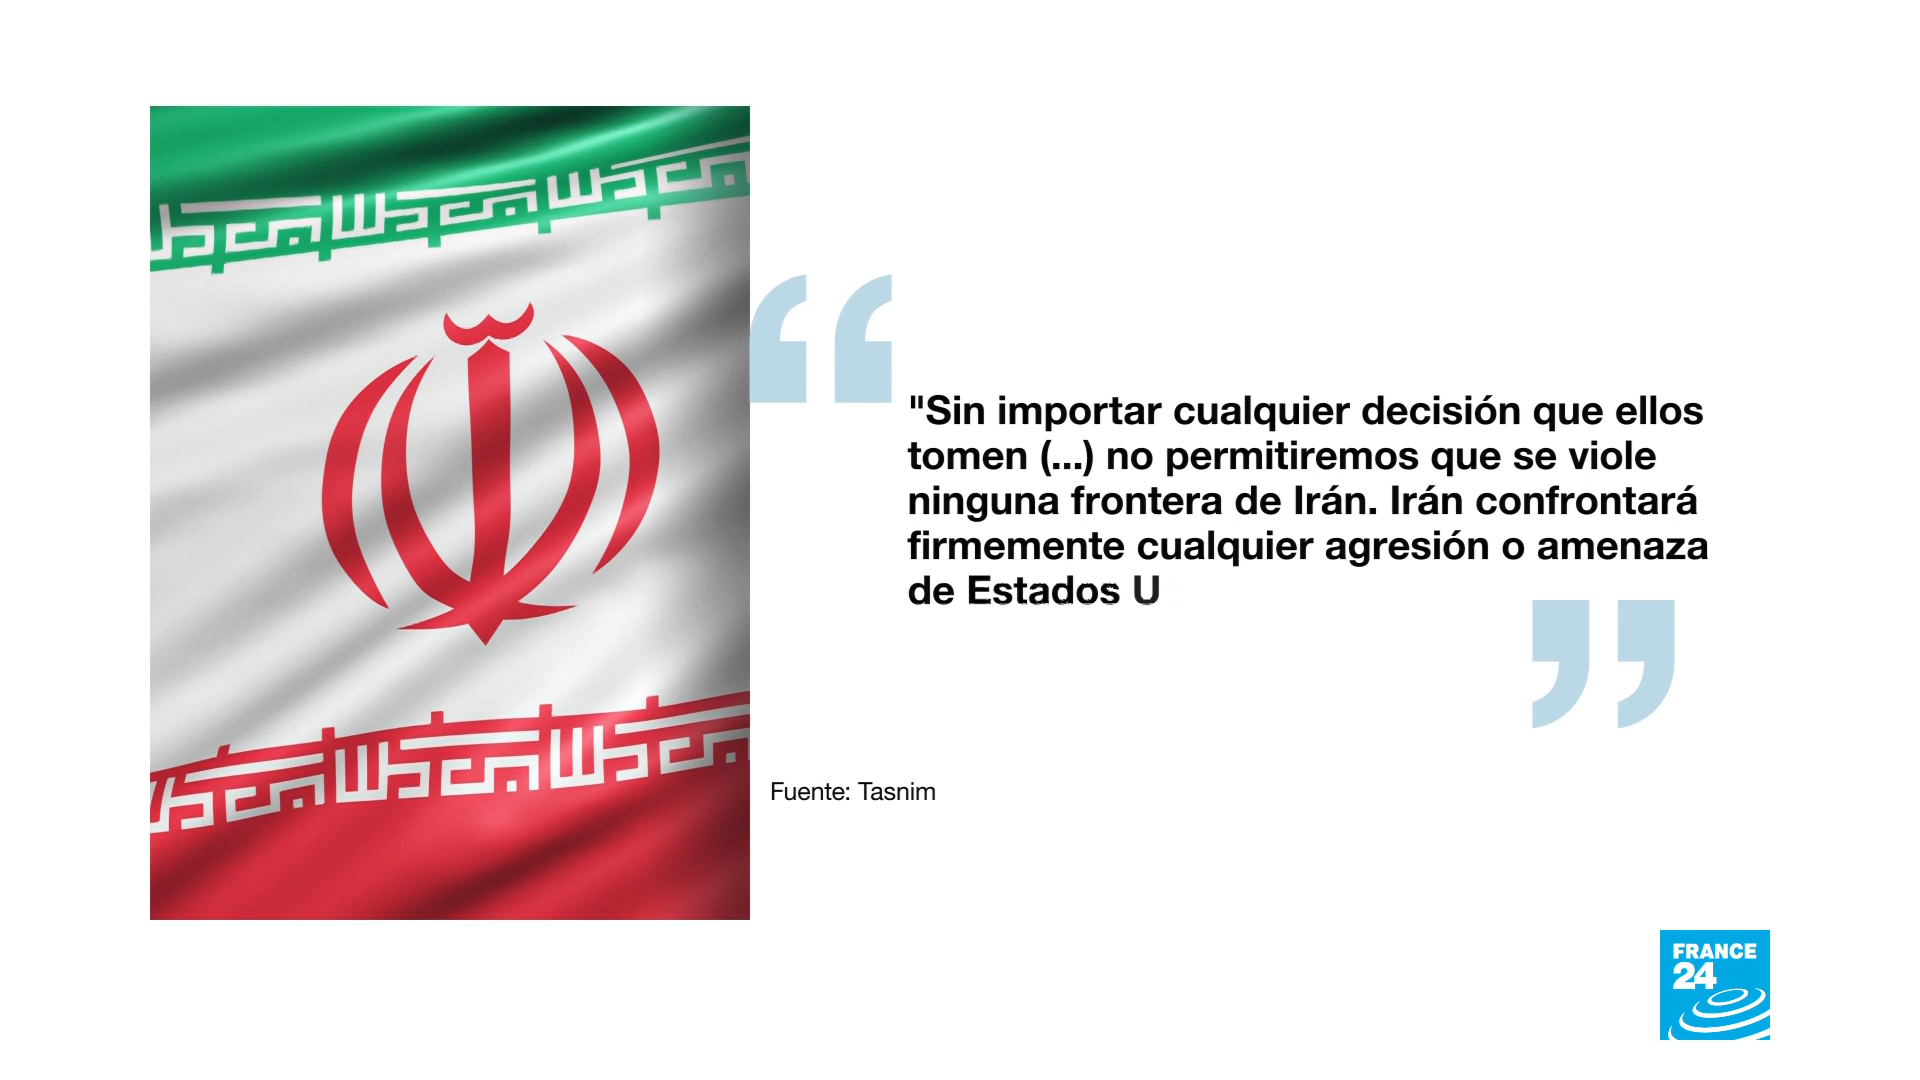 "Sin importar cualquier decisión que ellos
tomen (...) no permitiremos que se viole
ninguna frontera de Irán. Irán confrontará
firmemente cualquier agresión o amenaza
de Estados U
Fuente: Tasnim
FRANCE
24